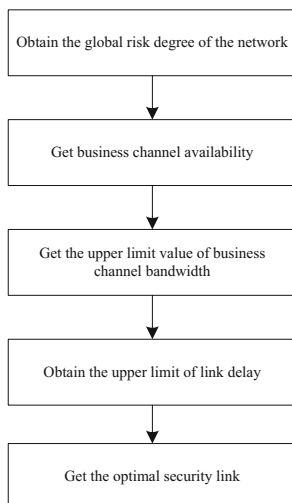 Obtain the global risk degree of the network
Get business channel availability
Get the upper limit value of business
channel bandwidth
Obtain the upper limit of link delay
Get the optimal security link